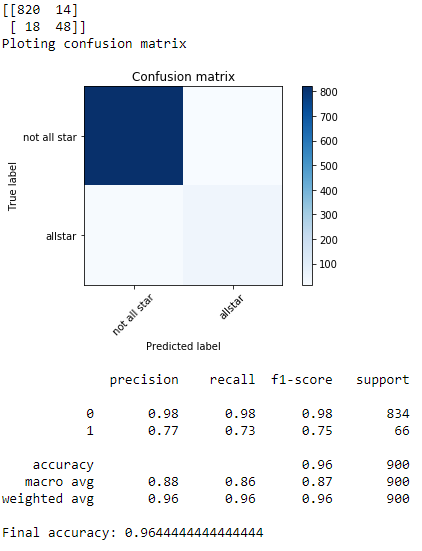 [[820  14]
 [ 18  48]]
Ploting confusion matrix
Confusion matrix
800
700
600
500
400
300
200
100
True label
not all star
allstar
not all star
allstar
Predicted label
precision    recall  f1-score   support
0       0.98      0.98      0.98       834
1       0.77      0.73      0.75        66
accuracy                           0.96       900
macro avg       0.88      0.86      0.87       900
weighted avg       0.96      0.96      0.96       900
Final accuracy: 0.9644444444444444